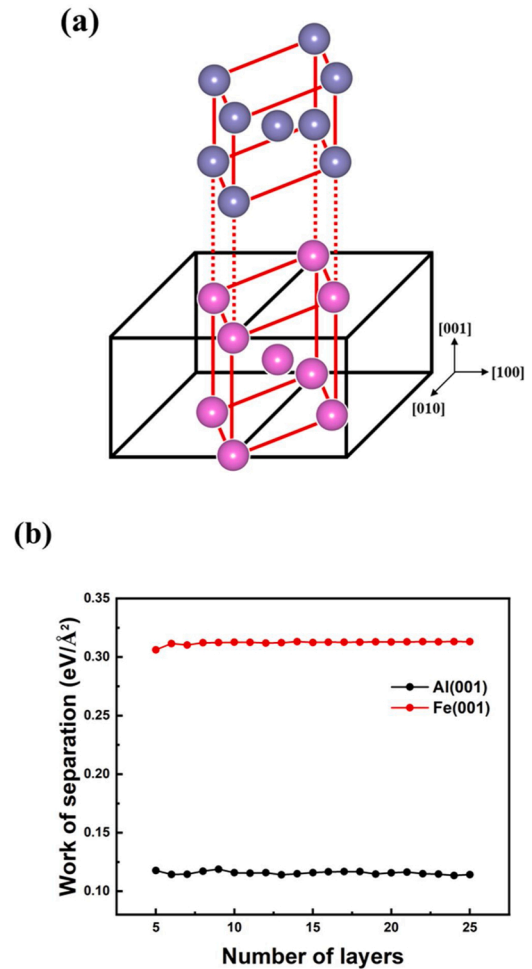 (a)
[001]
[100]
[010]
(b)
0.35
0.30
0.25
0.20
0.15
0.10
Work of separation (eV/Å²)
Al(001)
Fe(001)
5 10 15 20 25
Number of layers